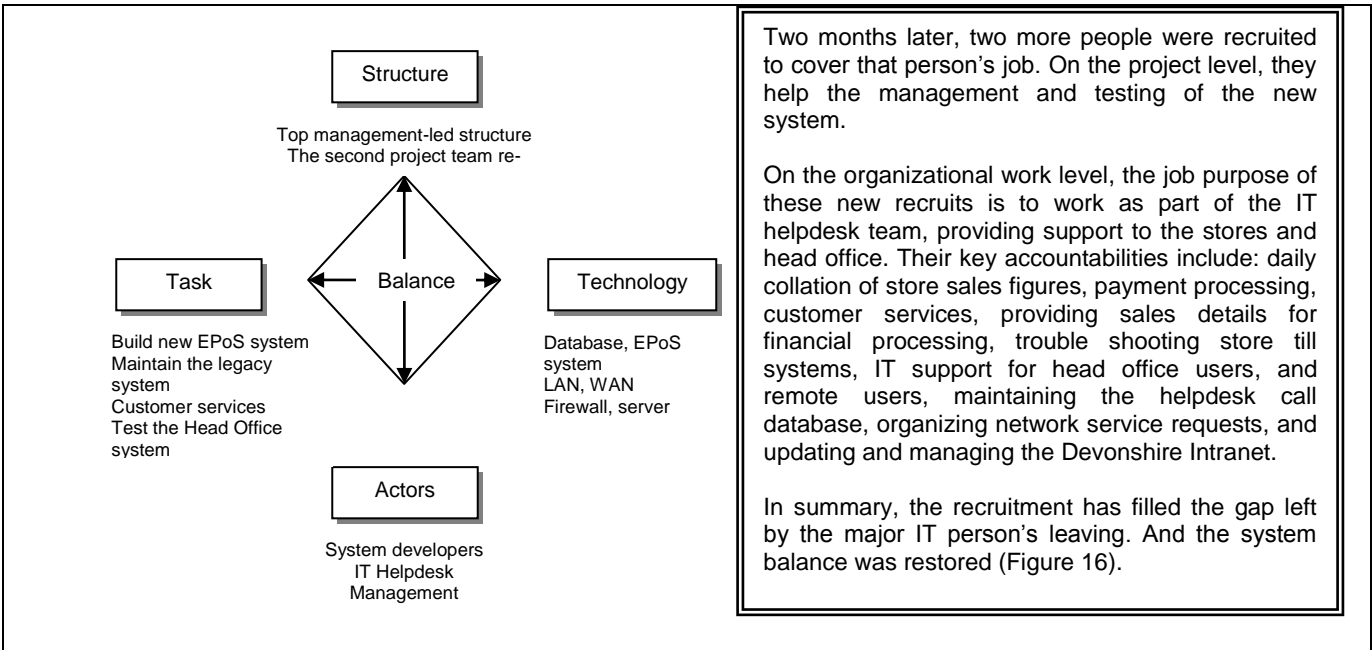 Structure
Top management-led structure
The second project team re-
Task
Balance
Technology
Build new EPoS system
Maintain the legacy
system
Customer services
Test the Head Office
system
Database, EPoS
system
LAN, WAN
Firewall, server
Actors
System developers
IT Helpdesk
Management
Two months later, two more people were recruited
to cover that person's job. On the project level, they
help the management and testing of the new
system.
On the organizational work level, the job purpose of
these new recruits is to work as part of the IT
helpdesk team, providing support to the stores and
head office. Their key accountabilities include: daily
collation of store sales figures, payment processing,
customer services, providing sales details for
financial processing, trouble shooting store till
systems, IT support for head office users, and
remote users, maintaining the helpdesk call
database, organizing network service requests, and
updating and managing the Devonshire Intranet.
In summary, the recruitment has filled the gap left
by the major IT person's leaving. And the system
balance was restored (Figure 16).